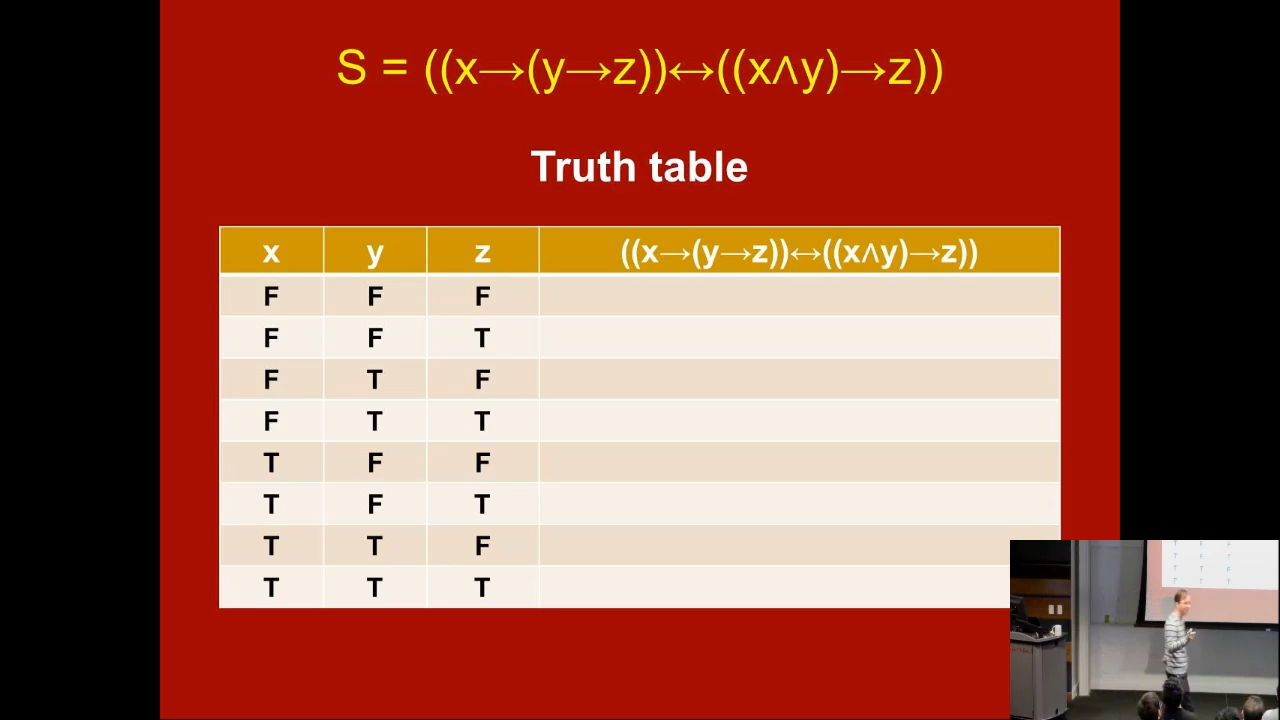 S = ((x→(y→z))↔((x∧y)→z))
Truth table
x y z ((x→(y→z))↔((x∧y)→z))
F F F
F F T
F T F
F T T
T F F
T F T
T T F
T T T